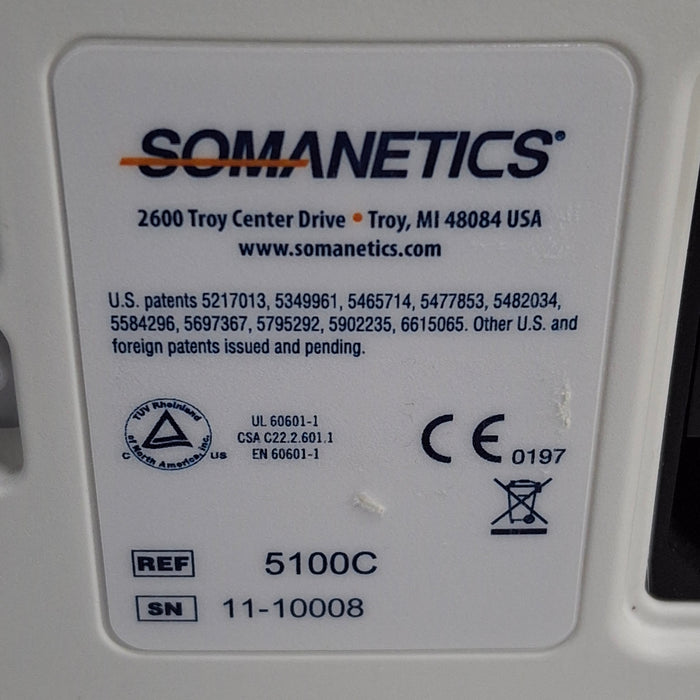 SOMANETICS®
2600 Troy Center Drive • Troy, MI 48084 USA
www.somanetics.com
U.S. patents 5217013, 5349961, 5465714, 5477853, 5482034,
5584296, 5697367, 5795292, 5902235, 6615065. Other U.S. and
foreign patents issued and pending.
TÜV Rheinland
of North America, Inc.
C US
UL 60601-1
CSA C22.2.601.1
EN 60601-1
CE 0197
REF 5100C
SN 11-10008